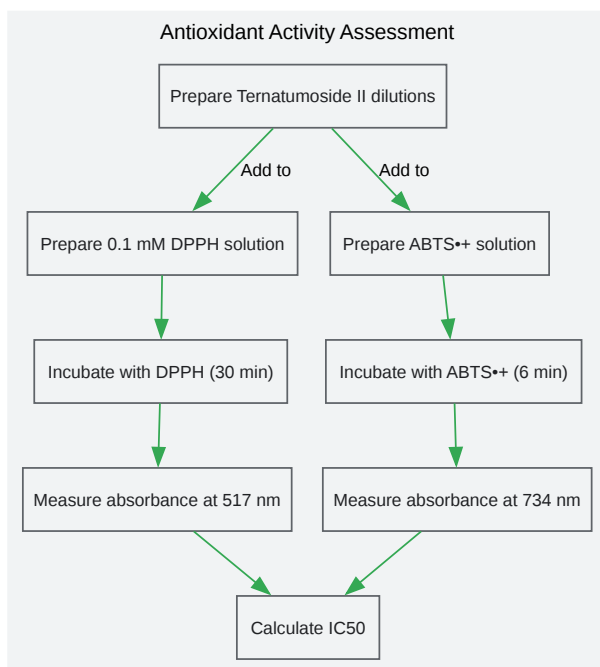 Antioxidant Activity Assessment
Prepare Ternatumoside II dilutions
Add to
Add to
Prepare 0.1 mM DPPH solution
Prepare ABTS•+ solution
Incubate with DPPH (30 min)
Incubate with ABTS•+ (6 min)
Measure absorbance at 517 nm
Measure absorbance at 734 nm
Calculate IC50